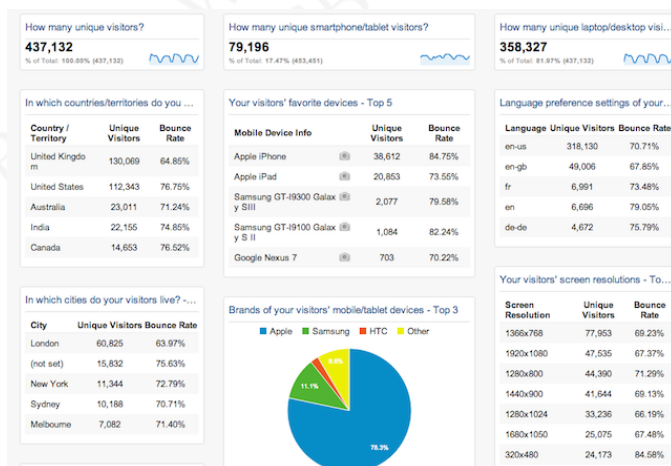 How many unique visitors?
437,132
% of Total: 100.00% (437,132)
How many unique smartphone/tablet visitors?
79,196
% of Total: 17.47% (453,451)
How many unique laptop/desktop visi...
358,327
% of Total: 81.97% (437,132)
In which countries/territories do you ...
Country / Territory Unique Visitors Bounce Rate
United Kingdo
m 130,069 64.85%
United States 112,343 76.75%
Australia 23,011 71.24%
India 22,155 74.85%
Canada 14,653 76.52%
In which cities do your visitors live? -...
City Unique Visitors Bounce Rate
London 60,825 63.97%
(not set) 15,832 75.63%
New York 11,344 72.79%
Sydney 10,188 70.71%
Melbourne 7,082 71.40%
Your visitors' favorite devices - Top 5
Mobile Device Info Unique Visitors Bounce Rate
Apple iPhone 38,612 84.75%
Apple iPad 20,853 73.55%
Samsung GT-I9300 Galax
y SIII 2,077 79.58%
Samsung GT-I9100 Galax
y S II 1,084 82.24%
Google Nexus 7 703 70.22%
Brands of your visitors' mobile/tablet devices - Top 3
Apple Samsung HTC Other
11.1%
78.3%
Language preference settings of your...
Language Unique Visitors Bounce Rate
en-us 318,130 70.71%
en-gb 49,006 67.85%
fr 6,991 73.48%
en 6,696 79.05%
de-de 4,672 75.79%
Your visitors' screen resolutions - To...
Screen Resolution Unique Visitors Bounce Rate
1366x768 77,953 69.23%
1920x1080 47,535 67.37%
1280x800 44,390 71.29%
1440x900 41,644 69.13%
1280x1024 33,236 66.19%
1680x1050 25,075 67.48%
320x480 24,173 84.58%